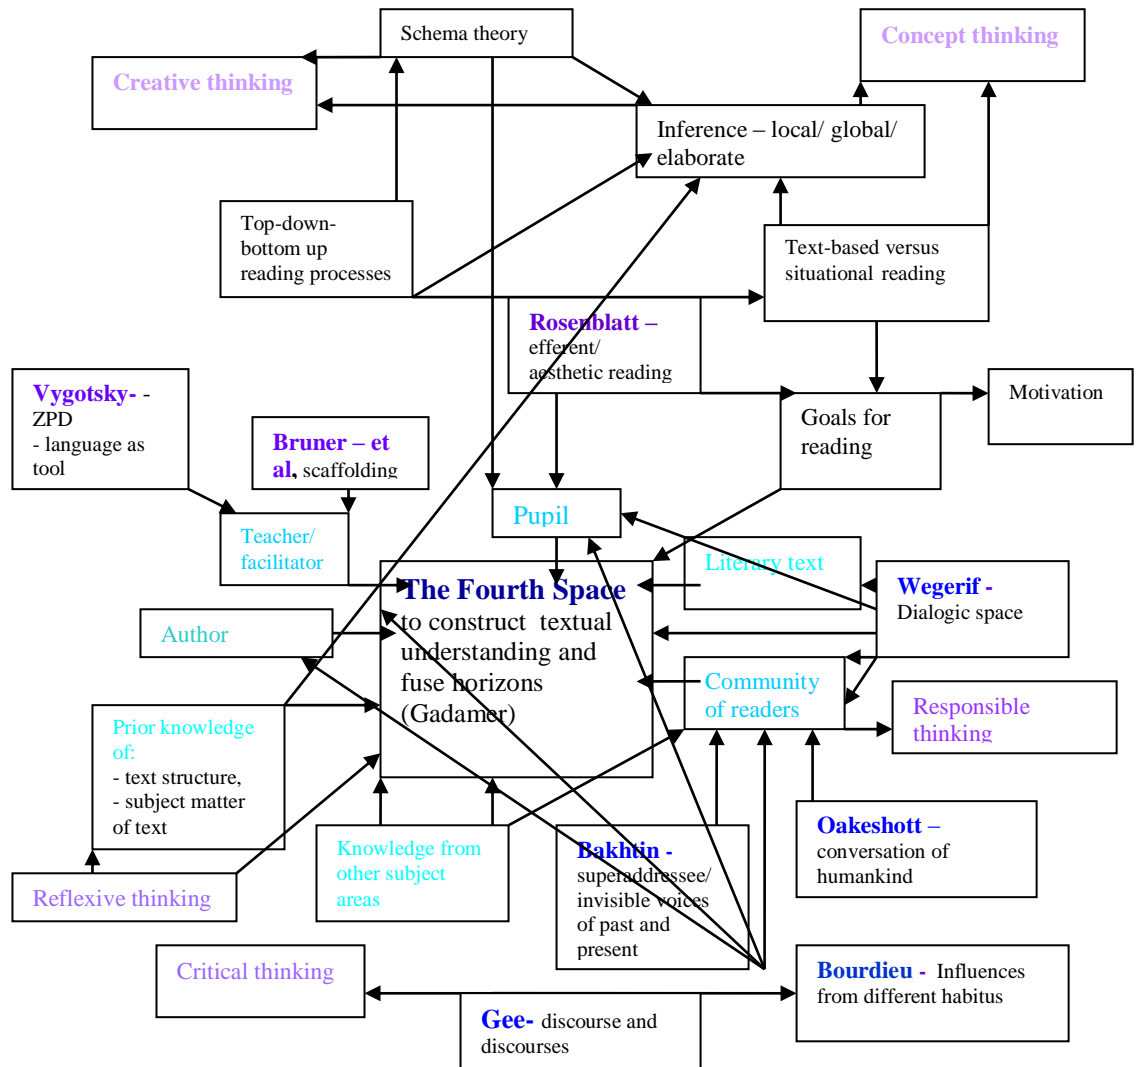 Schema theory
Concept thinking
Creative thinking
Inference – local/ global/
elaborate
Top-down-
bottom up
reading processes
Text-based versus
situational reading
Rosenblatt –
efferent/
aesthetic reading
Vygotsky- -
ZPD
- language as
tool
Bruner – et
al, scaffolding
Goals for
reading
Motivation
Pupil
Teacher/
facilitator
Literary text
Wegerif -
Dialogic space
The Fourth Space
to construct textual
understanding and
fuse horizons
(Gadamer)
Author
Community
of readers
Responsible
thinking
Prior knowledge
of:
- text structure,
- subject matter
of text
Oakeshott –
conversation of
humankind
Knowledge from
other subject
areas
Bakhtin -
superaddressee/
invisible voices
of past and
present
Reflexive thinking
Critical thinking
Bourdieu - Influences
from different habitus
Gee- discourse and
discourses